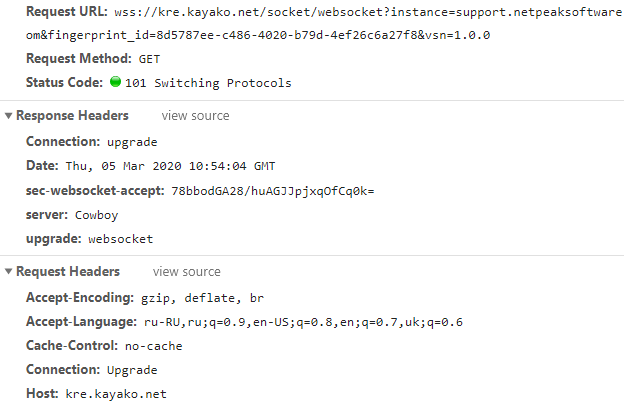 Request URL: wss://kre.kayako.net/socket/websocket?instance=support.netpeaksoftware
om&fingerprint_id=8d5787ee-c486-4020-b79d-4ef26c6a27f8&vsn=1.0.0
Request Method: GET
Status Code: 101 Switching Protocols
Response Headers view source
Connection: upgrade
Date: Thu, 05 Mar 2020 10:54:04 GMT
sec-websocket-accept: 78bbodGA28/huAGJJpjxqOfCq0k=
server: Cowboy
upgrade: websocket
Request Headers view source
Accept-Encoding: gzip, deflate, br
Accept-Language: ru-RU,ru;q=0.9,en-US;q=0.8,en;q=0.7,uk;q=0.6
Cache-Control: no-cache
Connection: Upgrade
Host: kre.kayako.net